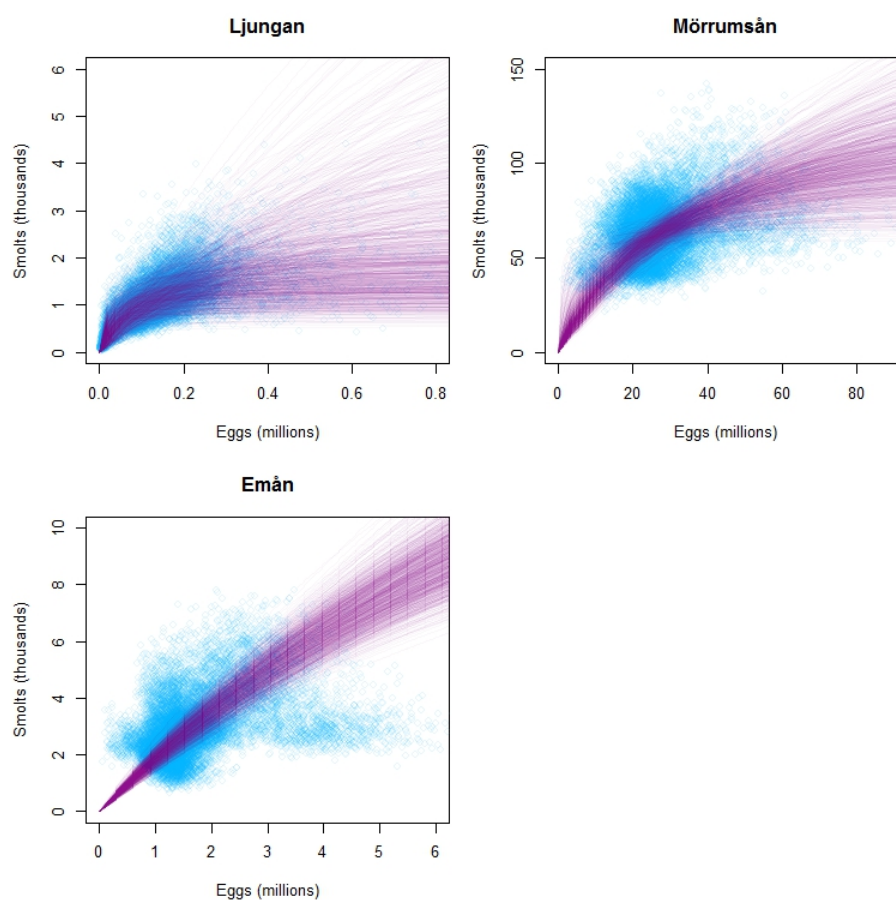 Ljungan
Smolts (thousands)
6
5
4
3
2
1
0
0.0 0.2 0.4 0.6 0.8
Eggs (millions)
Mörrumsån
Smolts (thousands)
150
100
50
0
0 20 40 60 80
Eggs (millions)
Emån
Smolts (thousands)
10
8
6
4
2
0
0 1 2 3 4 5 6
Eggs (millions)